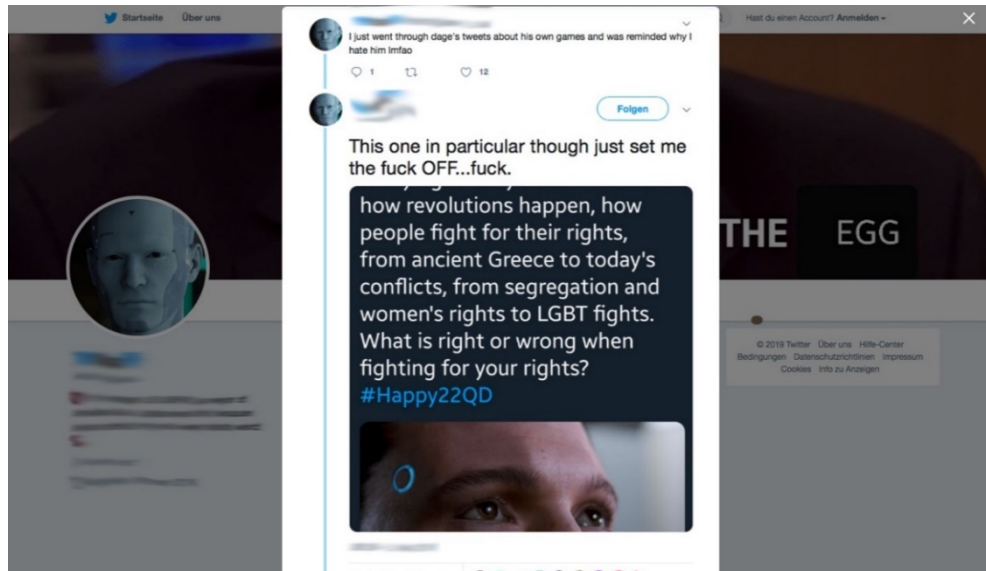 Startseite Über uns
Hast du einen Account? Anmelden
I just went through dage's tweets about his own games and was reminded why I
hate him lmfao
1 12
Folgen
This one in particular though just set me
the fuck OFF...fuck.
how revolutions happen, how
people fight for their rights,
from ancient Greece to today's
conflicts, from segregation and
women's rights to LGBT fights.
What is right or wrong when
fighting for your rights?
#Happy22QD
THE EGG
© 2019 Twitter Über uns Hilfe-Center
Bedingungen Datenschutzrichtlinien Impressum
Cookies Info zu Anzeigen